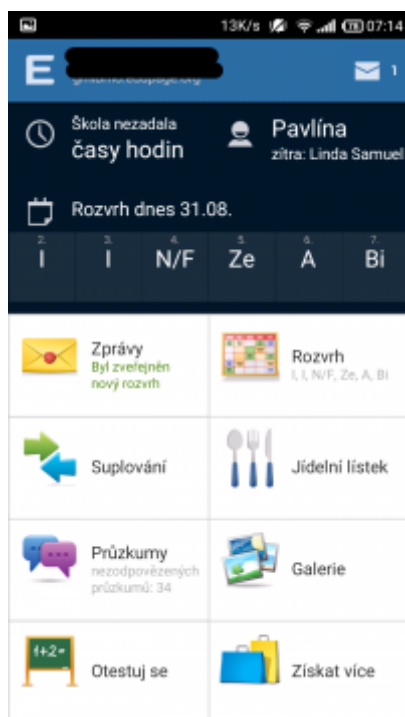 13K/s 78 07:14
E
1
Škola nezadala
časy hodin
Pavlína
zítra: Linda Samuel
Rozvrh dnes 31.08.
2. 3. 4. 5. 6. 7.
I I N/F Ze A Bi
Zprávy
Byl zveřejněn
nový rozvrh
Rozvrh
I, I, N/F, Ze, A, Bi
Suplování
Jídelní lístek
Průzkumy
nezodpovězených
průzkumů: 34
Galerie
1+2=
Otestuj se
Získat více